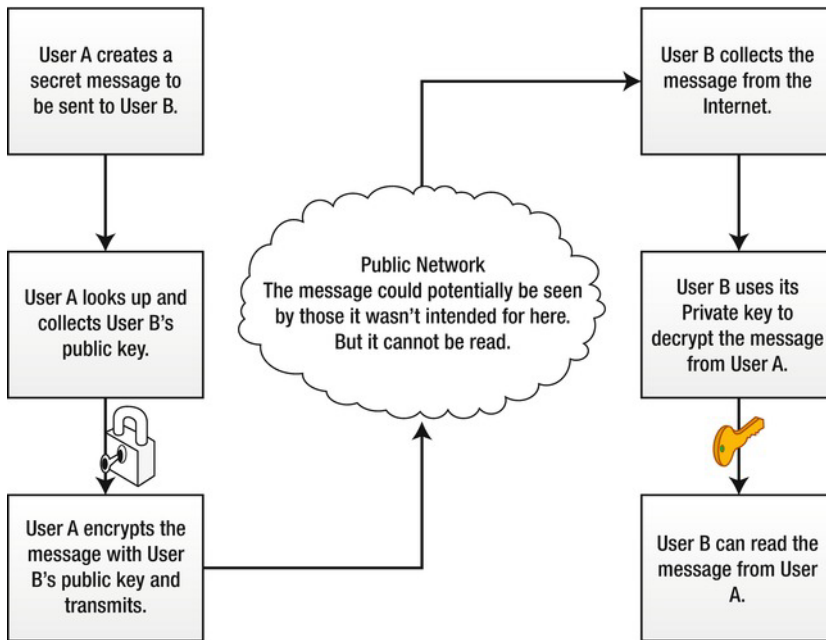 User A creates a
secret message to
be sent to User B.
User A looks up and
collects User B's
public key.
User A encrypts the
message with User
B's public key and
transmits.
Public Network
The message could potentially be seen
by those it wasn't intended for here.
But it cannot be read.
User B collects the
message from the
Internet.
User B uses its
Private key to
decrypt the message
from User A.
User B can read the
message from User
A.